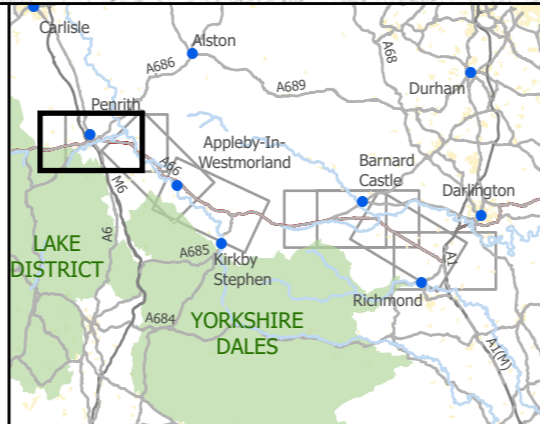 Carlisle
Alston
A68
A686
A689
Durham
Penrith
Appleby-In-
Westmorland
Barnard
Castle
A66
M6
Darlington
A6
LAKE
DISTRICT
A685
Kirkby
Stephen
A1
Richmond
A684
YORKSHIRE
DALES
A1(M)